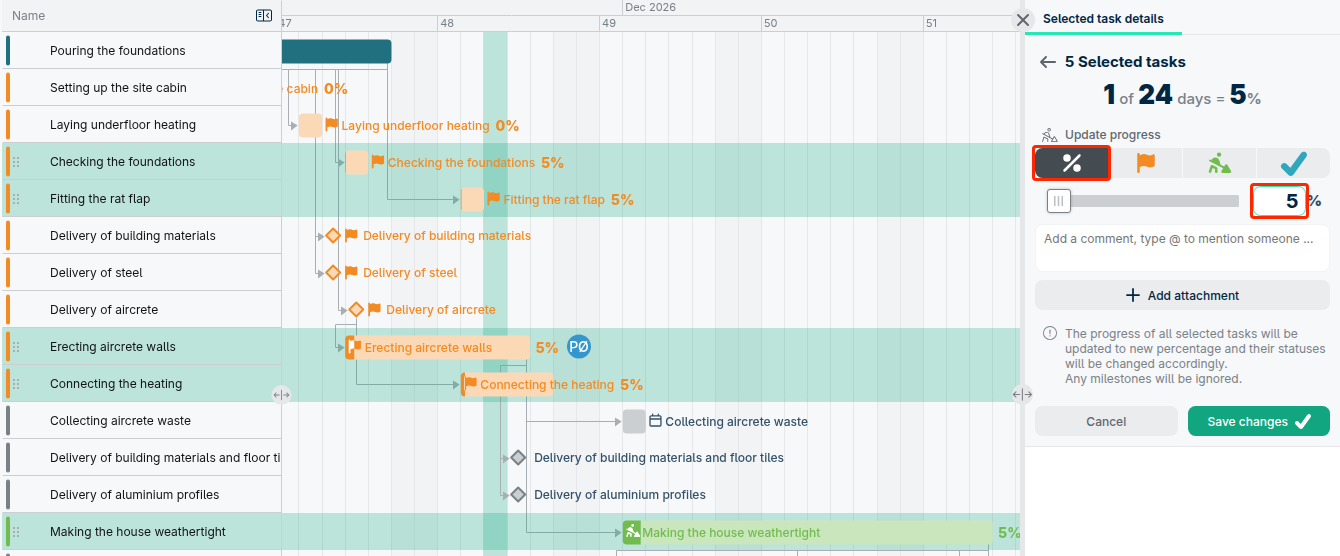 Name
Dec 2026
47
48
49
50
51
Pouring the foundations
Setting up the site cabin
cabin 0%
Laying underfloor heating
Laying underfloor heating 0%
Checking the foundations
Checking the foundations 5%
Fitting the rat flap
Fitting the rat flap 5%
Delivery of building materials
Delivery of building materials
Delivery of steel
Delivery of steel
Delivery of aircrete
Delivery of aircrete
Erecting aircrete walls
Erecting aircrete walls 5% PØ
Connecting the heating
Connecting the heating 5%
Collecting aircrete waste
Collecting aircrete waste
Delivery of building materials and floor ti
Delivery of building materials and floor tiles
Delivery of aluminium profiles
Delivery of aluminium profiles
Making the house weathertight
Making the house weathertight 5%
Selected task details
5 Selected tasks
1 of 24 days = 5%
Update progress
%
5 %
Add a comment, type @ to mention someone ...
Add attachment
The progress of all selected tasks will be
updated to new percentage and their statuses
will be changed accordingly.
Any milestones will be ignored.
Cancel
Save changes